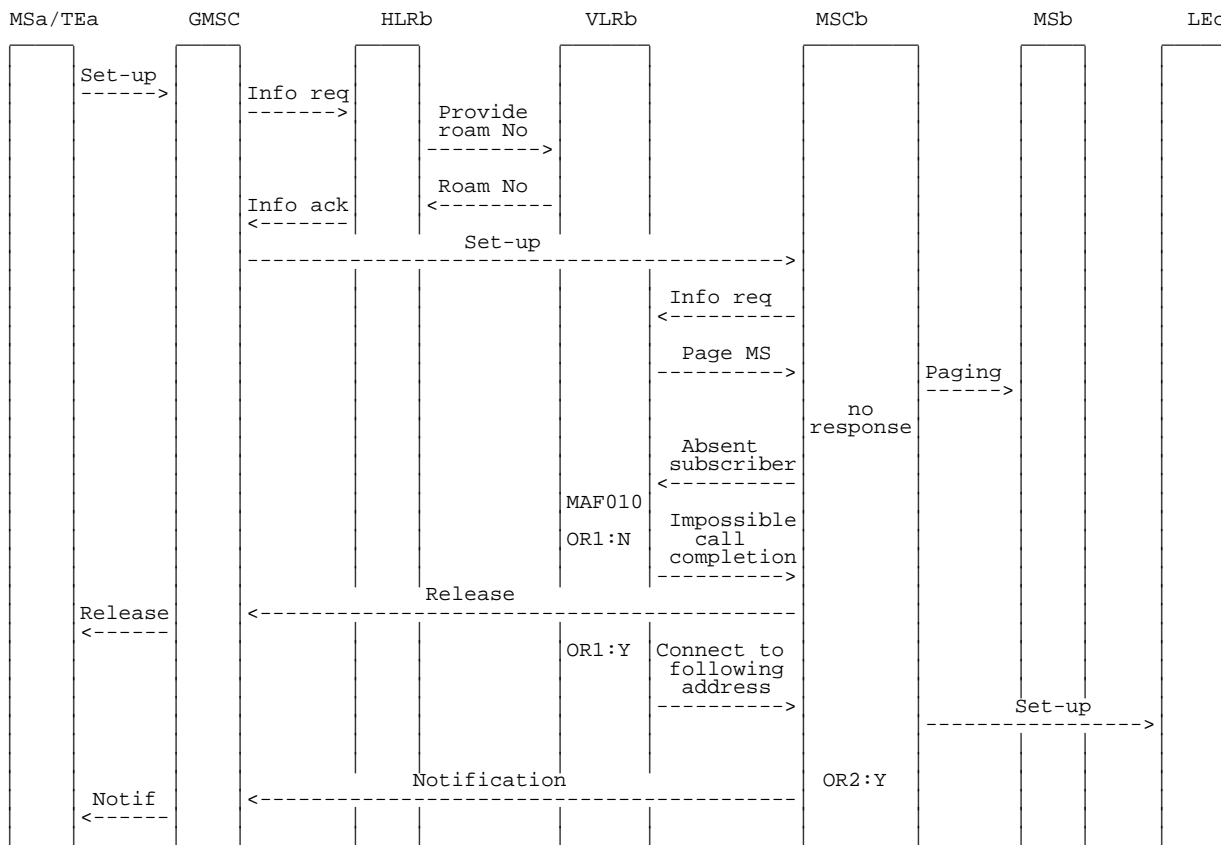 MSa/TEa GMSC HLRb VLRb MSCb MSb LEc
Set-up
Info req
Provide
roam No
Roam No
Info ack
Set-up
Info req
Page MS
Paging
no
response
Absent
subscriber
MAF010
Impossible
OR1:N call
completion
Release
Release
OR1:Y Connect to
following
address
Set-up
Notification OR2:Y
Notif